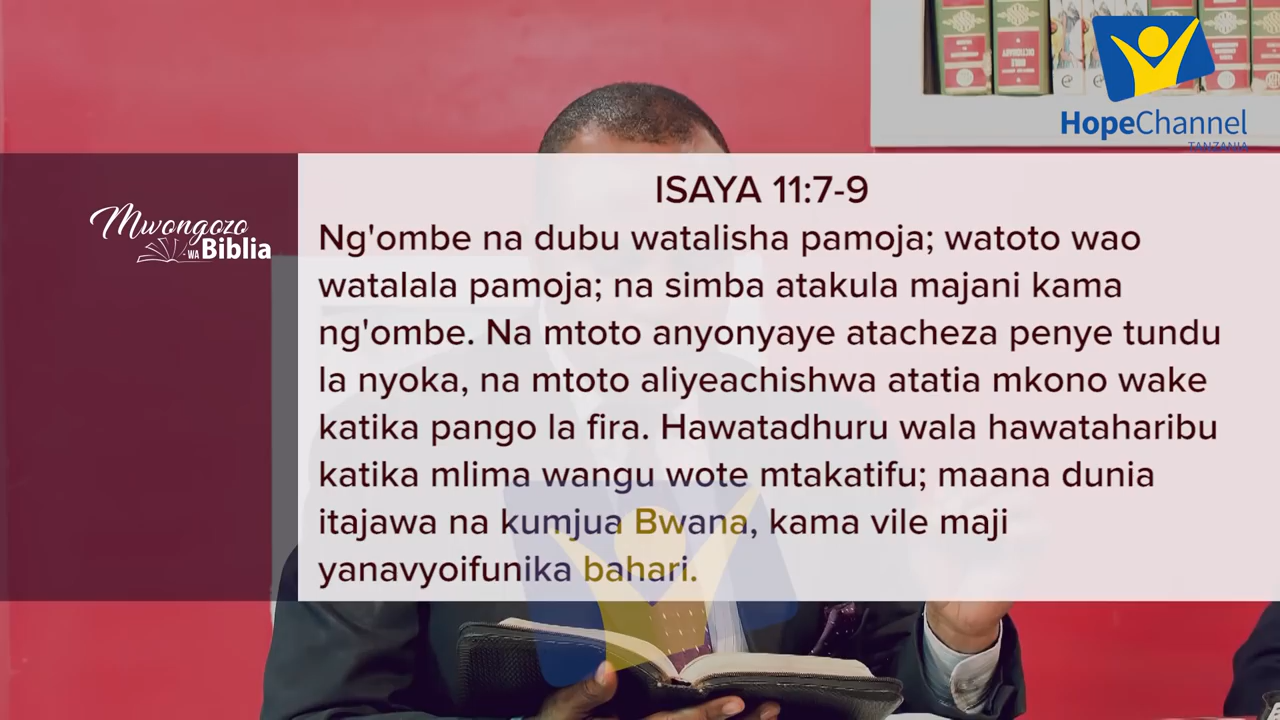 HopeChannel
TANZANIA
Mwongozo
WA Biblia
ISAYA 11:7-9
Ng'ombe na dubu watalisha pamoja; watoto wao
watalala pamoja; na simba atakula majani kama
ng'ombe. Na mtoto anyonyaye atacheza penye tundu
la nyoka, na mtoto aliyeachishwa atatia mkono wake
katika pango la fira. Hawatadhuru wala hawataharibu
katika mlima wangu wote mtakatifu; maana dunia
itajawa na kumjua Bwana, kama vile maji
yanavyoifunika bahari.